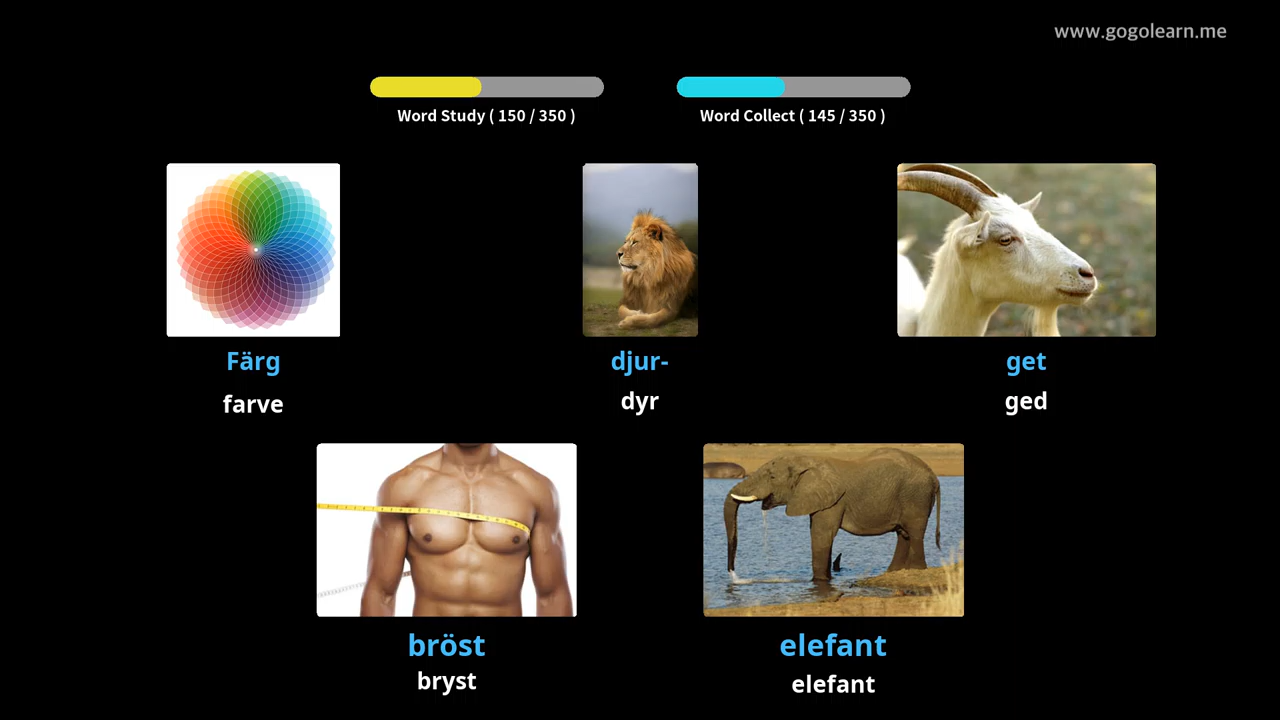 www.gogolearn.me
Word Study ( 150 / 350 )
Word Collect ( 145 / 350 )
Färg
farve
djur-
dyr
get
ged
bröst
bryst
elefant
elefant